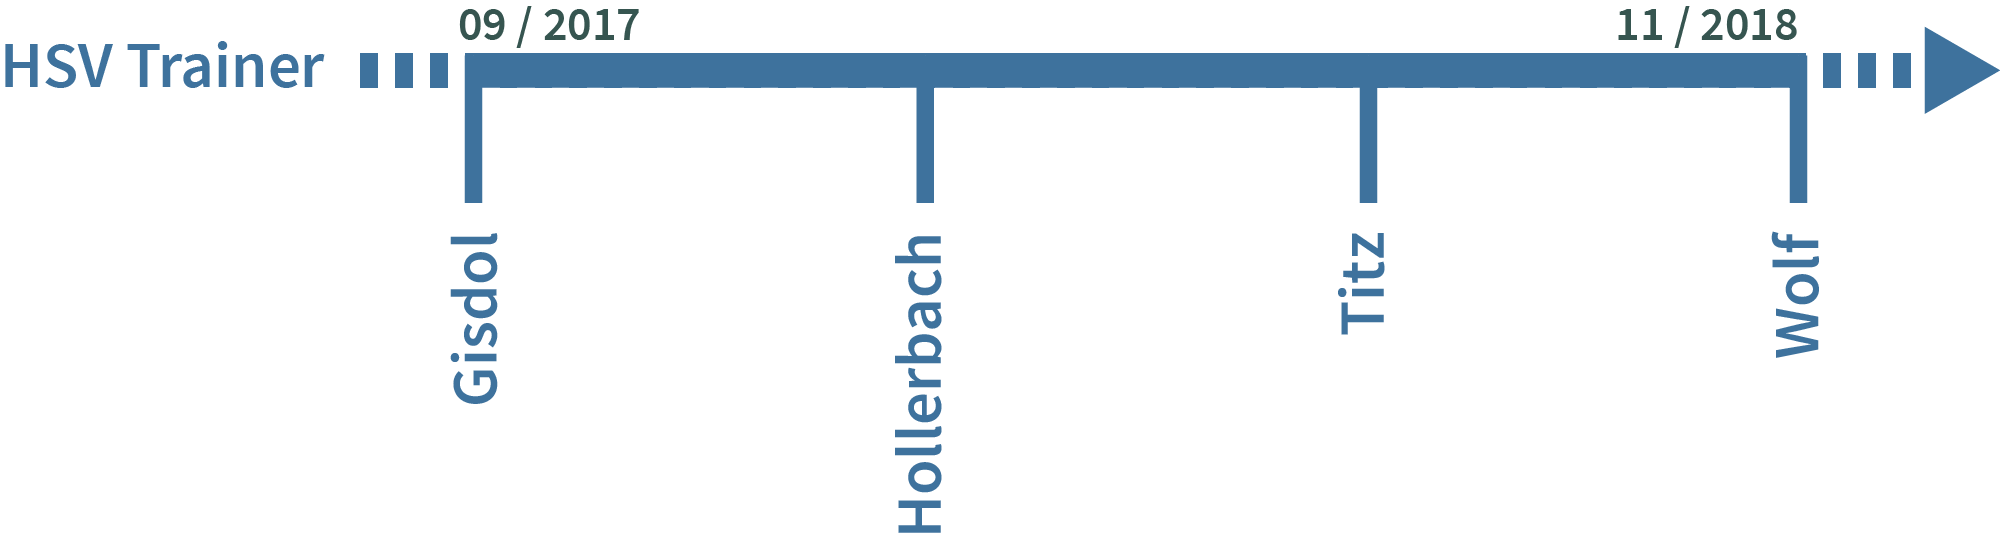 HSV Trainer
09 / 2017
11 / 2018
Gisdol
Hollerbach
Titz
Wolf